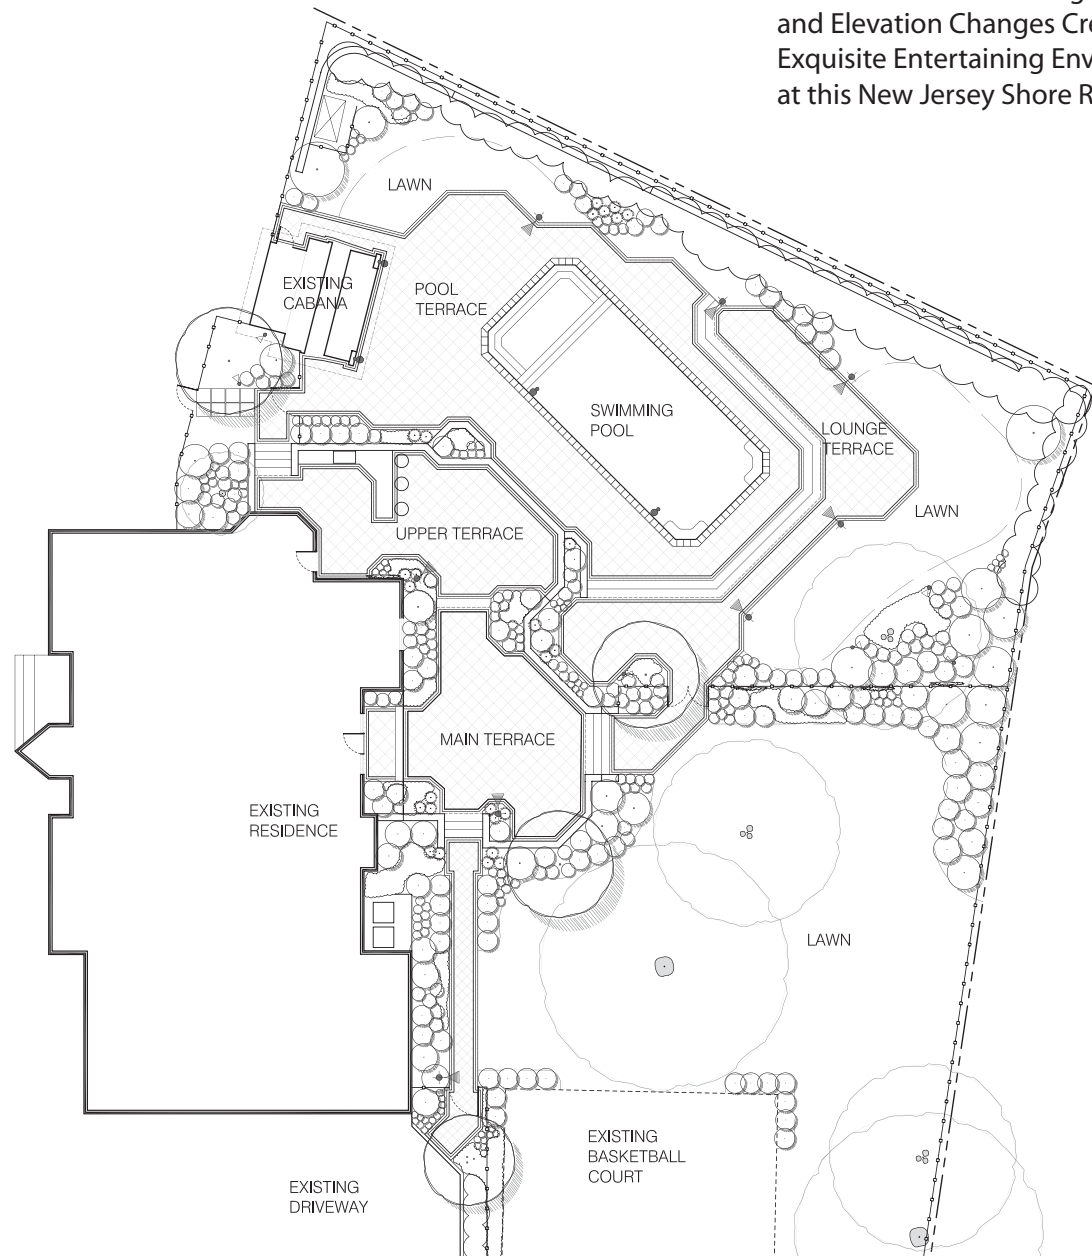 and Elevation Changes
Exquisite Entertaining
at this New Jersey Shore
LAWN
EXISTING
CABANA
POOL
TERRACE
SWIMMING
POOL
LOUNGE
TERRACE
LAWN
UPPER TERRACE
MAIN TERRACE
EXISTING
RESIDENCE
LAWN
EXISTING
BASKETBALL
COURT
EXISTING
DRIVEWAY